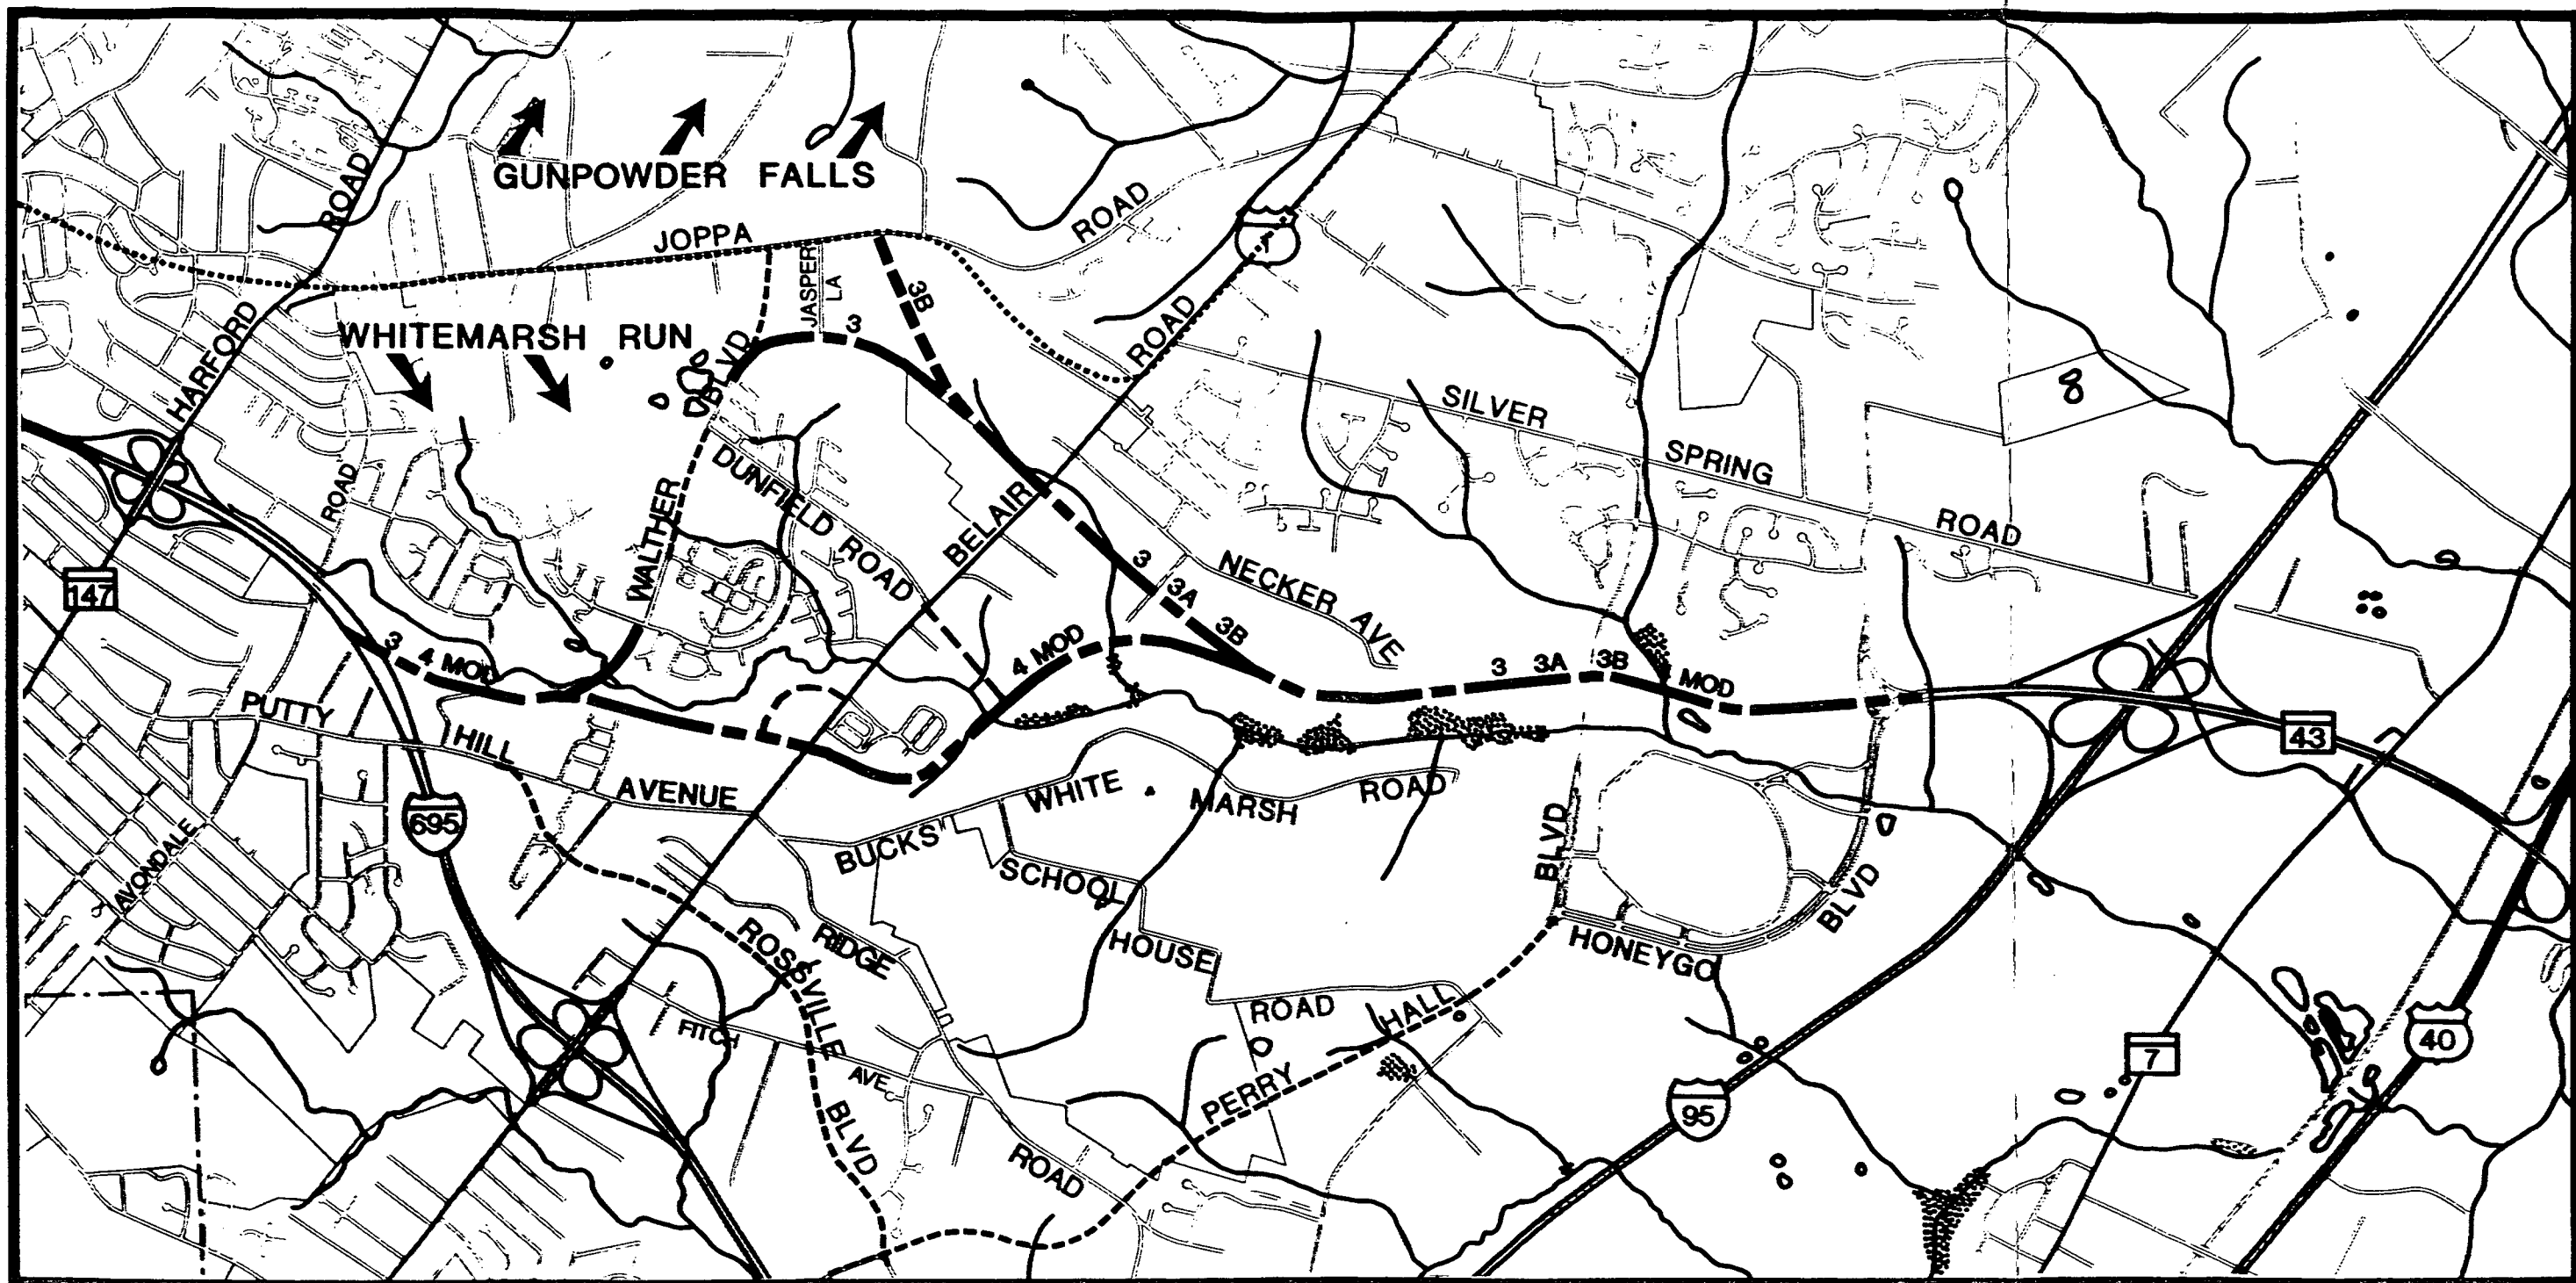 GUNPOWDER FALLS
ROAD
JOPPA
ROAD
1
JASPER
LA
3B
3
WHITEMARSH RUN
HARFORD
BLVD
ROAD
SILVER
SPRING
ROAD
ROAD
WALTHER
DUNFIELD ROAD
BELAIR
147
3
3A
3B
NECKER AVE
3
4 MOD
4 MOD
3 3A 3B
MOD
43
PUTTY
HILL
AVENUE
695
AVONDALE
BUCKS'
WHITE
MARSH
ROAD
SCHOOL
HOUSE
ROAD
BLVD
BLVD
HONEYGO
ROSSVILLE
BLVD
RIDGE
ROAD
FITCH
AVE
PERRY
HALL
95
7
40